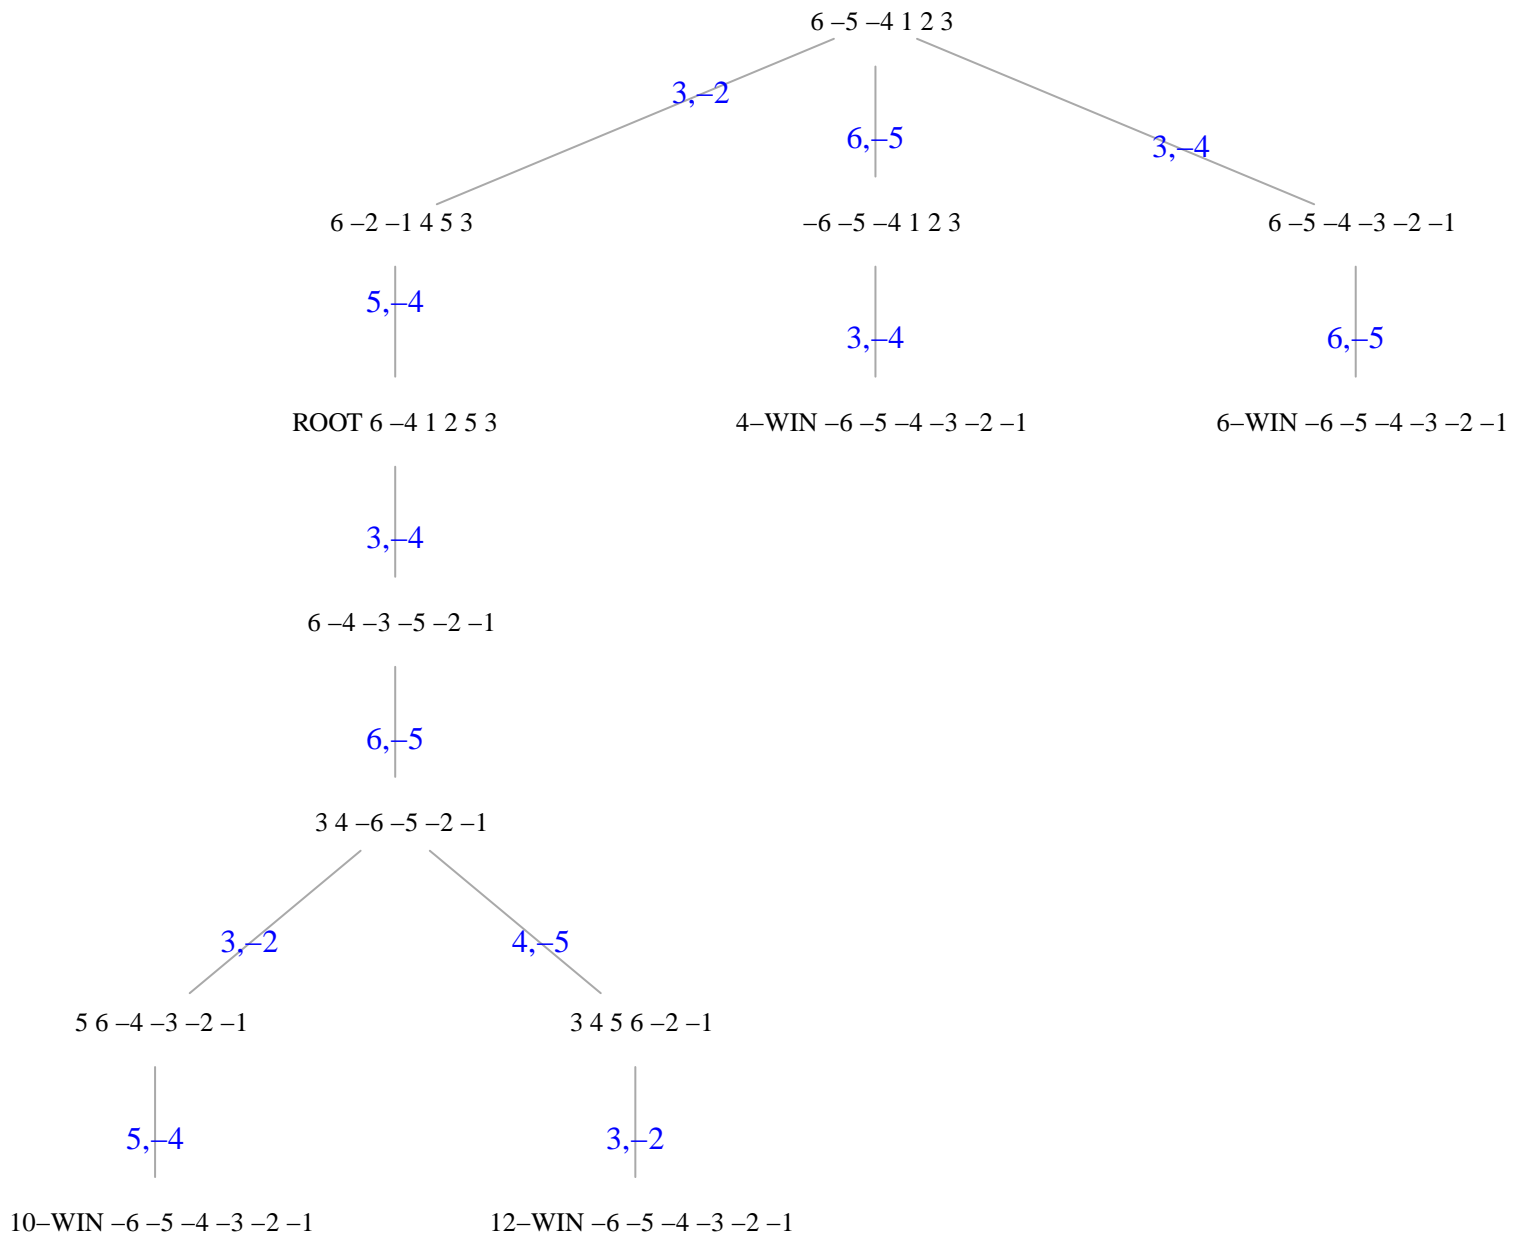 6 –5 –4 1 2 3
3,–2
6,–5
3,–4
6 –2 –1 4 5 3
–6 –5 –4 1 2 3
6 –5 –4 –3 –2 –1
5,–4
3,–4
6,–5
ROOT 6 –4 1 2 5 3
4–WIN –6 –5 –4 –3 –2 –1
6–WIN –6 –5 –4 –3 –2 –1
3,–4
6 –4 –3 –5 –2 –1
6,–5
3 4 –6 –5 –2 –1
3,–2
4,–5
5 6 –4 –3 –2 –1
3 4 5 6 –2 –1
5,–4
3,–2
10–WIN –6 –5 –4 –3 –2 –1
12–WIN –6 –5 –4 –3 –2 –1